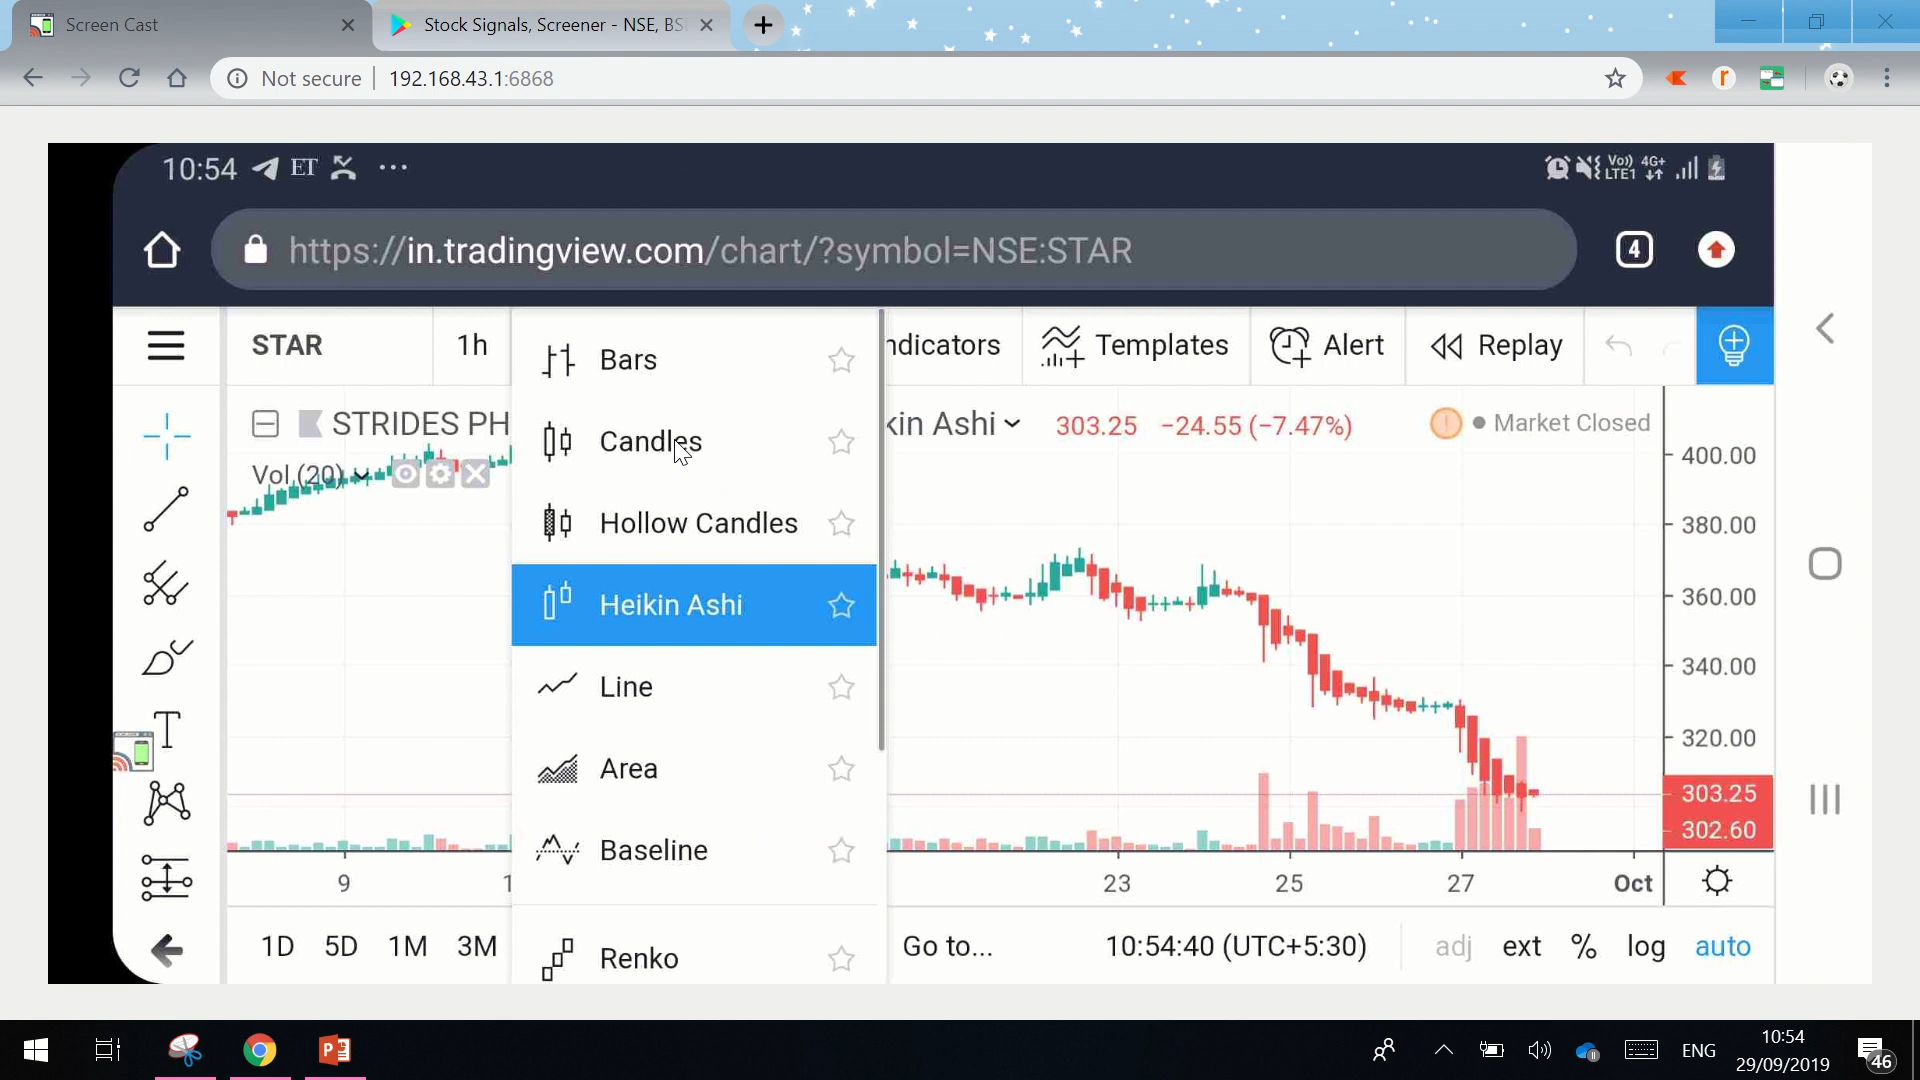 Screen Cast
Stock Signals, Screener - NSE, BS
Not secure
192.168.43.1:6868
10:54 ET
Vo)) LTE1 4G+
https://in.tradingview.com/chart/?symbol=NSE:STAR
4
STAR
1h
ndicators
Templates
Alert
Replay
STRIDES PH
kin Ashi
303.25 −24.55 (−7.47%)
Market Closed
Vol (20)
Bars
Candles
Hollow Candles
Heikin Ashi
Line
Area
Baseline
Renko
400.00
380.00
360.00
340.00
320.00
303.25
302.60
9
1
23
25
27
Oct
1D 5D 1M 3M
Go to...
10:54:40 (UTC+5:30)
adj ext % log auto
T
r
P
ENG
10:54
29/09/2019
46